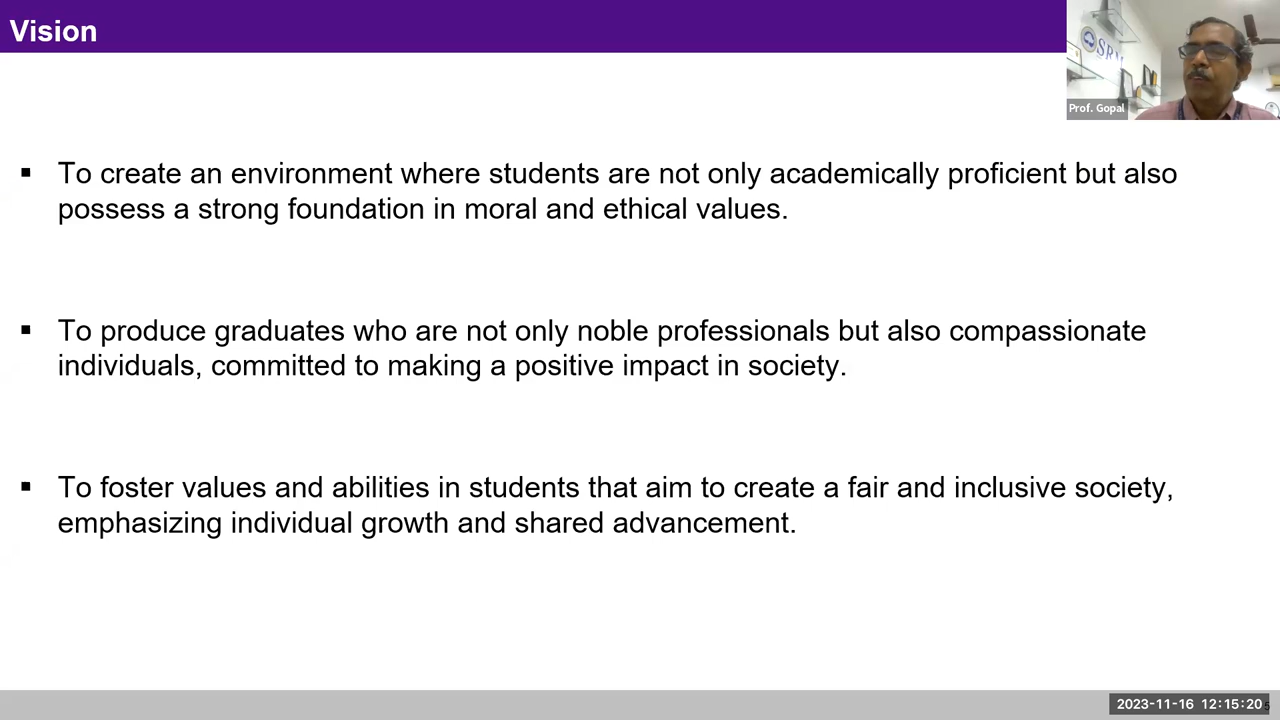 Vision
SRM
Prof. Gopal
▪ To create an environment where students are not only academically proficient but also
possess a strong foundation in moral and ethical values.
▪ To produce graduates who are not only noble professionals but also compassionate
individuals, committed to making a positive impact in society.
▪ To foster values and abilities in students that aim to create a fair and inclusive society,
emphasizing individual growth and shared advancement.
2023-11-16 12:15:20
5